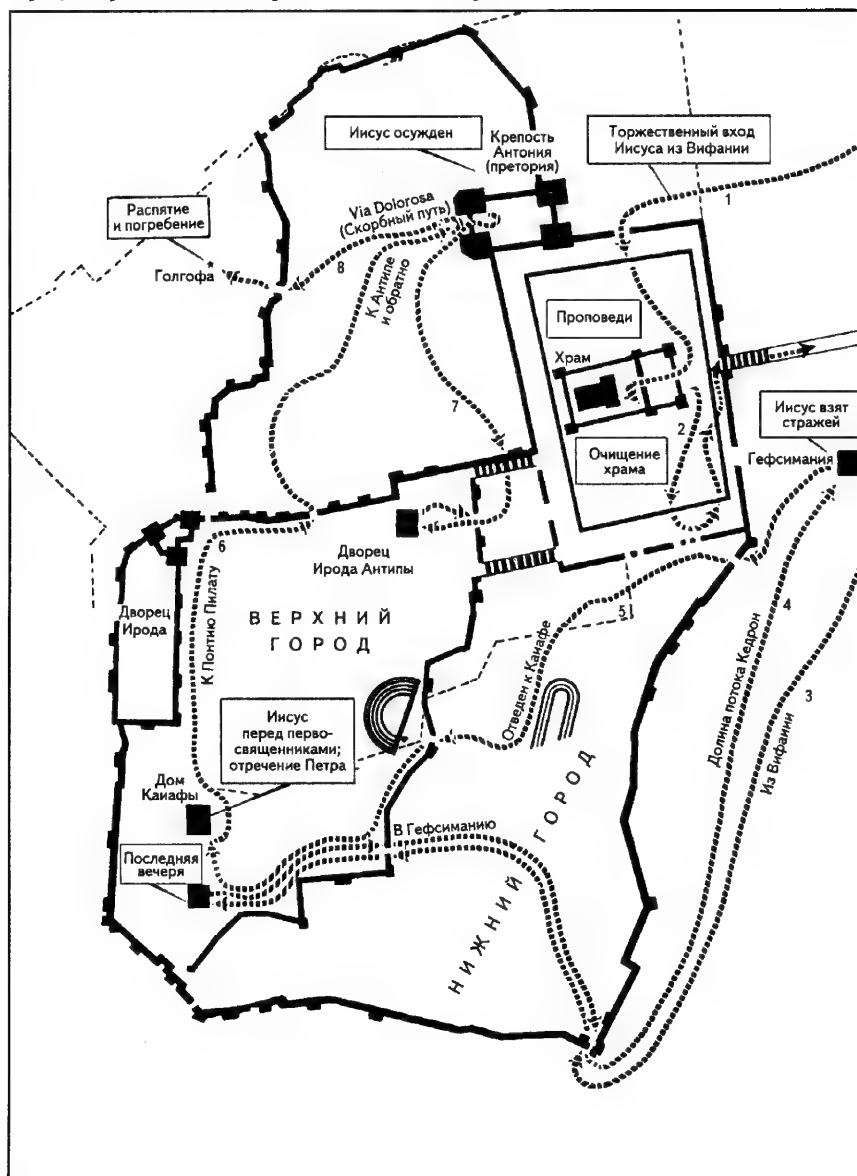 Иисус осужден
Крепость
Антония
(претория)
Торжественный вход
Иисуса из Вифании
1
Распятие
и погребение
Via Dolorosa
(Скорбный путь)
Голгофа
8
К Антипе
и обратно
Проповеди
Храм
7
2
Иисус взят
стражей
Очищение
храма
Гефсимания
6
Дворец
Ирода Антипы
Дворец
Ирода
К Понтию Пилату
ВЕРХНИЙ
ГОРОД
5
4
3
Отведен к Каиафе
Долина потока Кедрон
Из Вифании
Иисус
перед перво-
священниками;
отречение Петра
Дом
Каиафы
В Гефсиманию
Последняя
вечеря
НИЖНИЙ ГОРОД